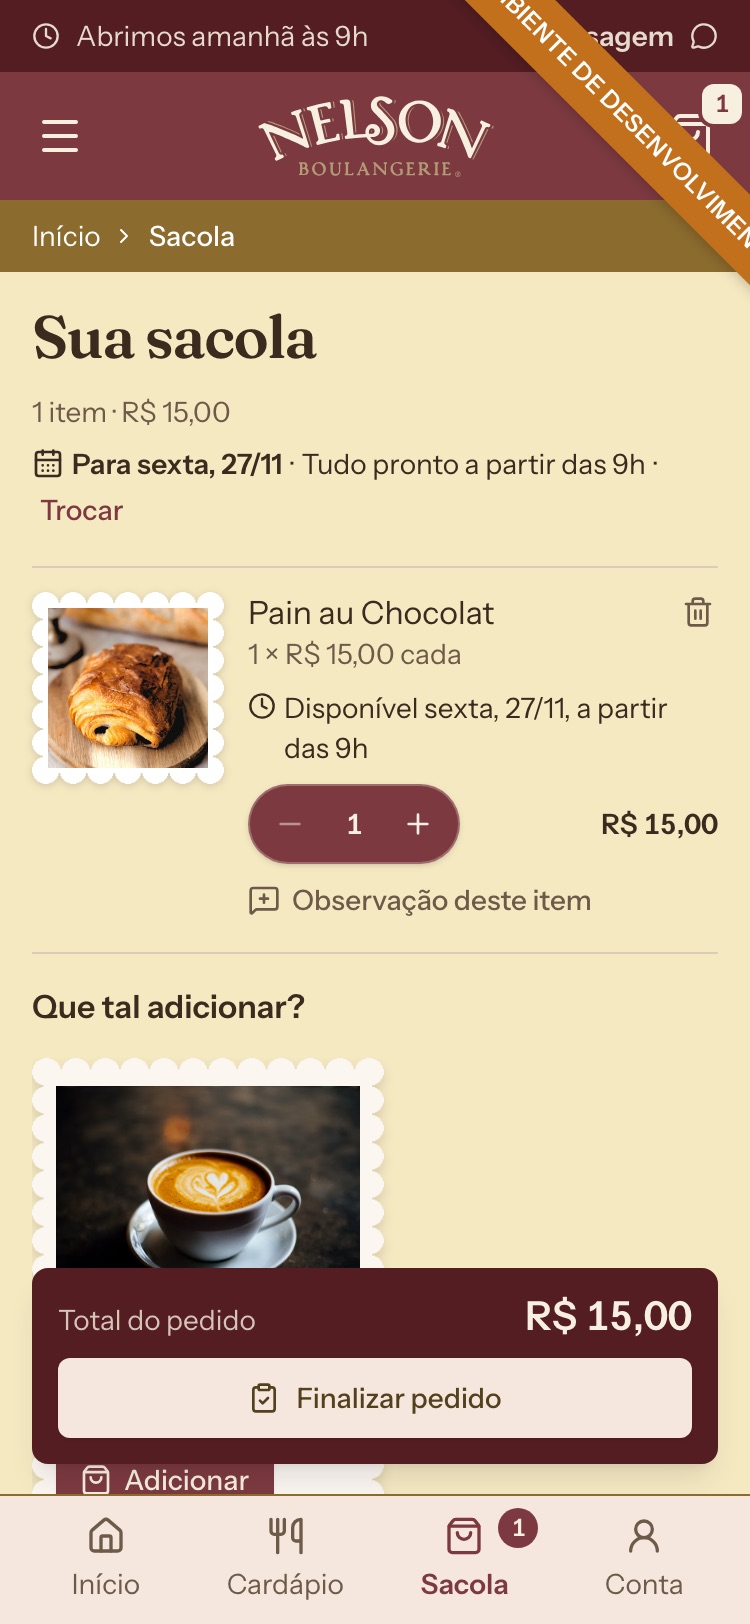 Abrimos amanhã às 9h
NELSON
BOULANGERIE
1
Início > Sacola
Sua sacola
1 item · R$ 15,00
Para sexta, 27/11 · Tudo pronto a partir das 9h ·
Trocar
Pain au Chocolat
1 × R$ 15,00 cada
Disponível sexta, 27/11, a partir
das 9h
− 1 +
R$ 15,00
Observação deste item
Que tal adicionar?
Total do pedido
R$ 15,00
Finalizar pedido
Adicionar
1
Início
Cardápio
Sacola
Conta
DE